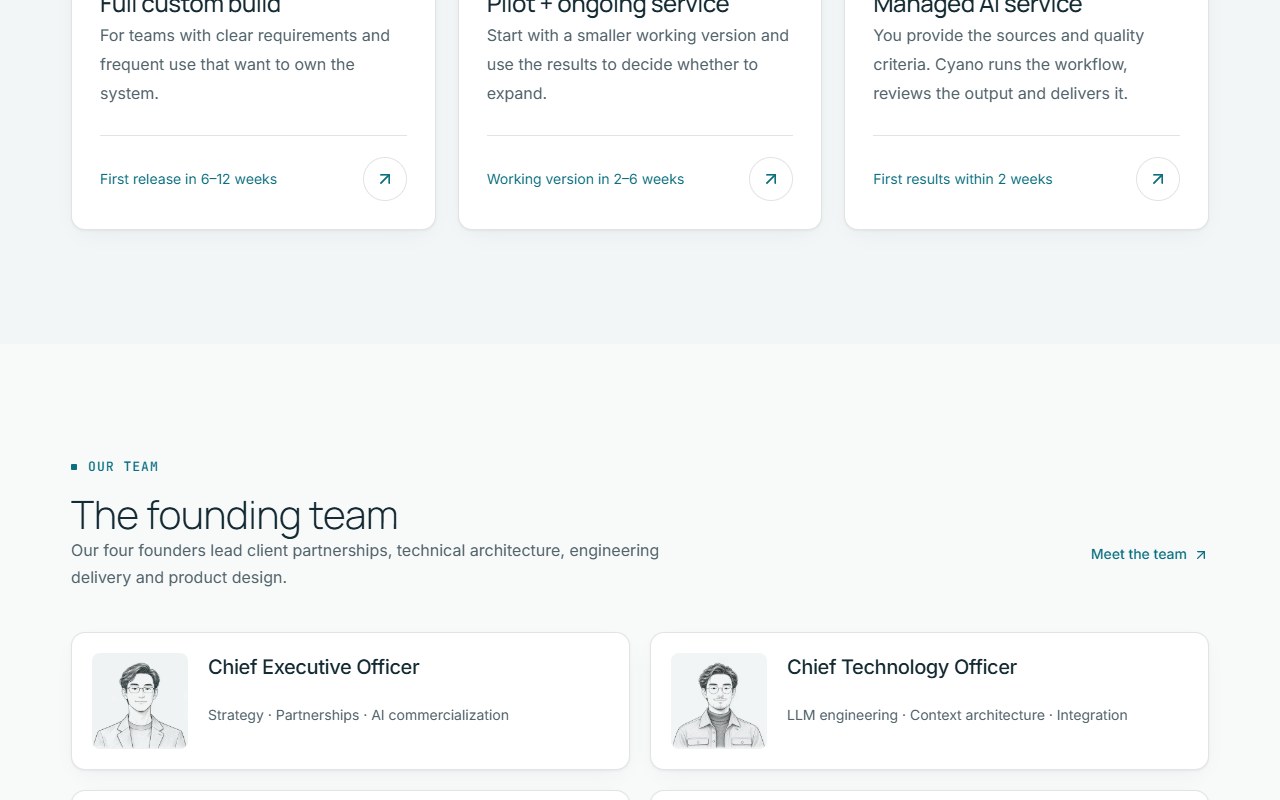 Full custom build
For teams with clear requirements and
frequent use that want to own the
system.
First release in 6–12 weeks
Pilot + ongoing service
Start with a smaller working version and
use the results to decide whether to
expand.
Working version in 2–6 weeks
Managed AI service
You provide the sources and quality
criteria. Cyano runs the workflow,
reviews the output and delivers it.
First results within 2 weeks
OUR TEAM
The founding team
Our four founders lead client partnerships, technical architecture, engineering
delivery and product design.
Meet the team
Chief Executive Officer
Strategy · Partnerships · AI commercialization
Chief Technology Officer
LLM engineering · Context architecture · Integration